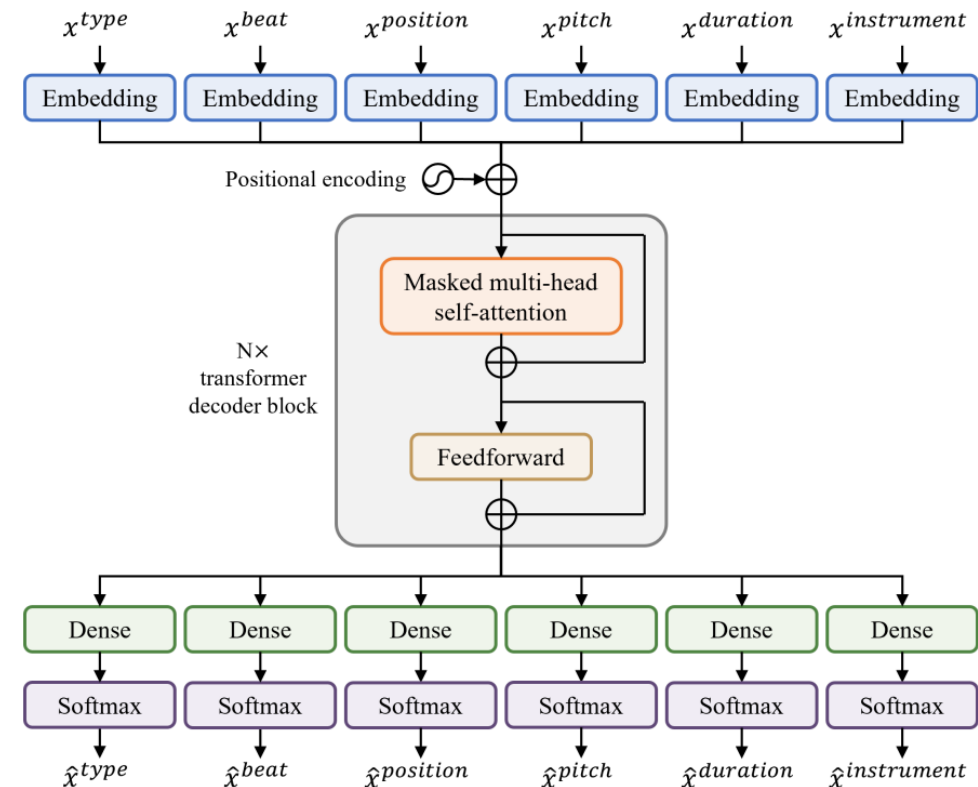 x^type x^beat x^position x^pitch x^duration x^instrument
Embedding Embedding Embedding Embedding Embedding Embedding
Positional encoding
Masked multi-head
self-attention
N×
transformer
decoder block
Feedforward
Dense Dense Dense Dense Dense Dense
Softmax Softmax Softmax Softmax Softmax Softmax
x̂^type x̂^beat x̂^position x̂^pitch x̂^duration x̂^instrument